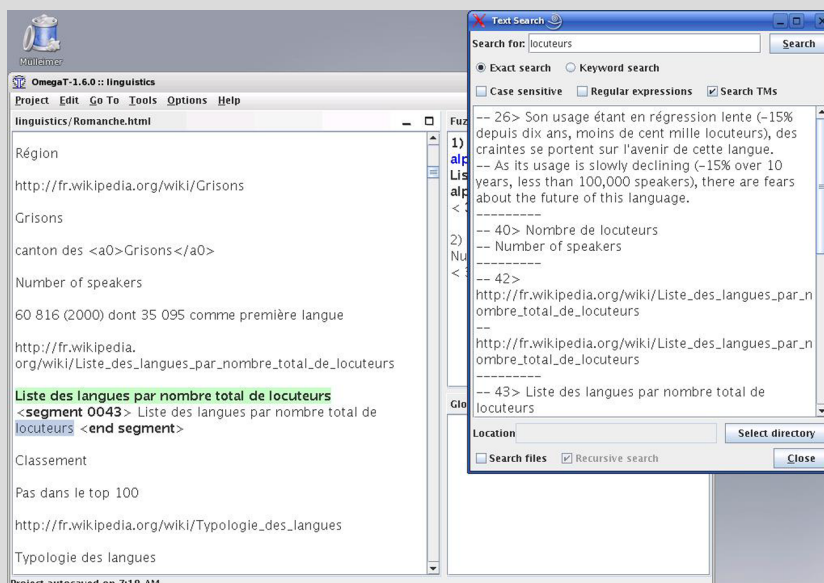 Mülleimer
OmegaT-1.6.0 :: linguistics
Project Edit Go To Tools Options Help
linguistics/Romanche.html
Région
http://fr.wikipedia.org/wiki/Grisons
Grisons
canton des <a0>Grisons</a0>
Number of speakers
60 816 (2000) dont 35 095 comme première langue
http://fr.wikipedia.
org/wiki/Liste_des_langues_par_nombre_total_de_locuteurs
Liste des langues par nombre total de locuteurs
<segment 0043> Liste des langues par nombre total de
locuteurs <end segment>
Classement
Pas dans le top 100
http://fr.wikipedia.org/wiki/Typologie_des_langues
Typologie des langues
Project autosaved on 7:19 AM
Fuz
1)
alp
Lis
alp
<
2)
Nu
<
Glo
Text Search
Search for: locuteurs Search
Exact search Keyword search
Case sensitive Regular expressions Search TMs
-- 26> Son usage étant en régression lente (-15%
depuis dix ans, moins de cent mille locuteurs), des
craintes se portent sur l'avenir de cette langue.
-- As its usage is slowly declining (-15% over 10
years, less than 100,000 speakers), there are fears
about the future of this language.
---------
-- 40> Nombre de locuteurs
-- Number of speakers
---------
-- 42>
http://fr.wikipedia.org/wiki/Liste_des_langues_par_n
ombre_total_de_locuteurs
--
http://fr.wikipedia.org/wiki/Liste_des_langues_par_n
ombre_total_de_locuteurs
---------
-- 43> Liste des langues par nombre total de
locuteurs
Location Select directory
Search files Recursive search Close